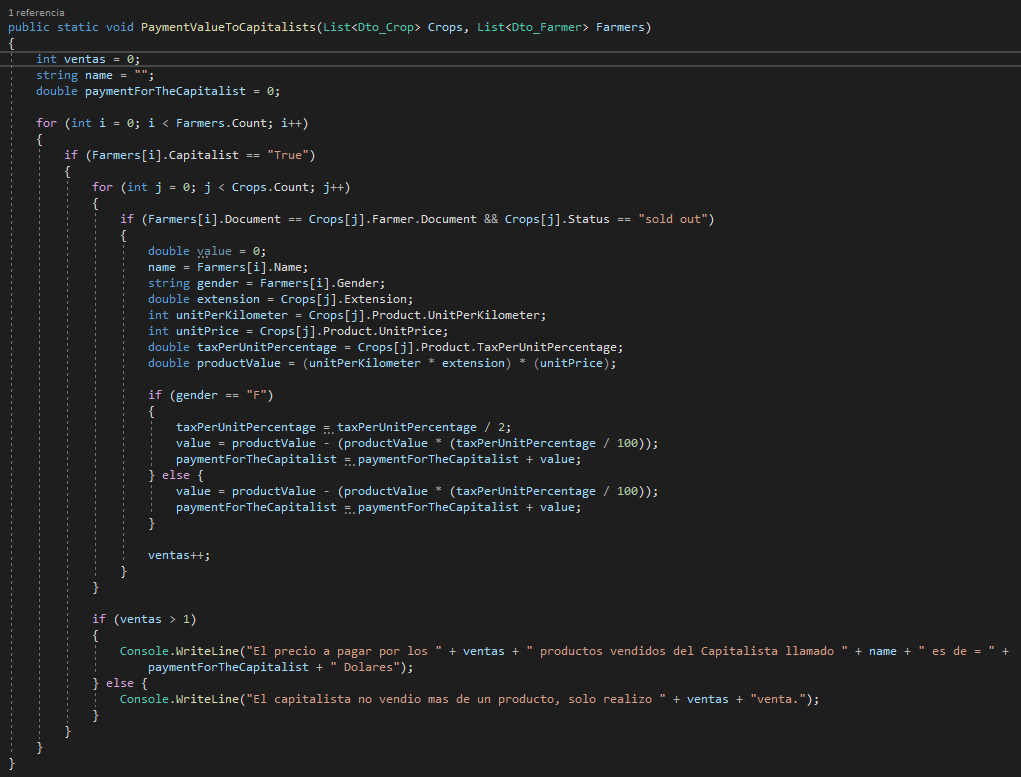 1 referencia
public static void PaymentValueToCapitalists(List<Dto_Crop> Crops, List<Dto_Farmer> Farmers)
{
    int ventas = 0;
    string name = "";
    double paymentForTheCapitalist = 0;

    for (int i = 0; i < Farmers.Count; i++)
    {
        if (Farmers[i].Capitalist == "True")
        {
            for (int j = 0; j < Crops.Count; j++)
            {
                if (Farmers[i].Document == Crops[j].Farmer.Document && Crops[j].Status == "sold out")
                {
                    double value = 0;
                    name = Farmers[i].Name;
                    string gender = Farmers[i].Gender;
                    double extension = Crops[j].Extension;
                    int unitPerKilometer = Crops[j].Product.UnitPerKilometer;
                    int unitPrice = Crops[j].Product.UnitPrice;
                    double taxPerUnitPercentage = Crops[j].Product.TaxPerUnitPercentage;
                    double productValue = (unitPerKilometer * extension) * (unitPrice);

                    if (gender == "F")
                    {
                        taxPerUnitPercentage = taxPerUnitPercentage / 2;
                        value = productValue - (productValue * (taxPerUnitPercentage / 100));
                        paymentForTheCapitalist = paymentForTheCapitalist + value;
                    } else {
                        value = productValue - (productValue * (taxPerUnitPercentage / 100));
                        paymentForTheCapitalist = paymentForTheCapitalist + value;
                    }

                    ventas++;
                }
            }

            if (ventas > 1)
            {
                Console.WriteLine("El precio a pagar por los " + ventas + " productos vendidos del Capitalista llamado " + name + " es de = " +
                    paymentForTheCapitalist + " Dolares");
            } else {
                Console.WriteLine("El capitalista no vendio mas de un producto, solo realizo " + ventas + "venta.");
            }
        }
    }
}